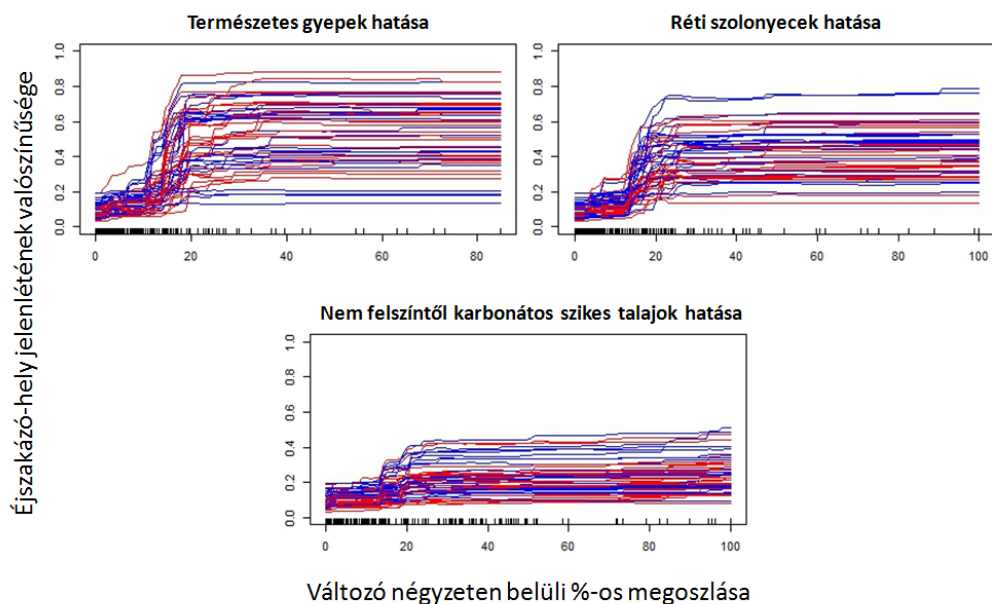 Természetes gyepek hatása
Réti szolonyecek hatása
Éjszakázó-hely jelenlétének valószínűsége
1.0
0.8
0.6
0.4
0.2
0.0
0 20 40 60 80
1.0
0.8
0.6
0.4
0.2
0.0
0 20 40 60 80 100
Nem felszíntől karbonátos szikes talajok hatása
1.0
0.8
0.6
0.4
0.2
0.0
0 20 40 60 80 100
Változó négyzeten belüli %-os megoszlása